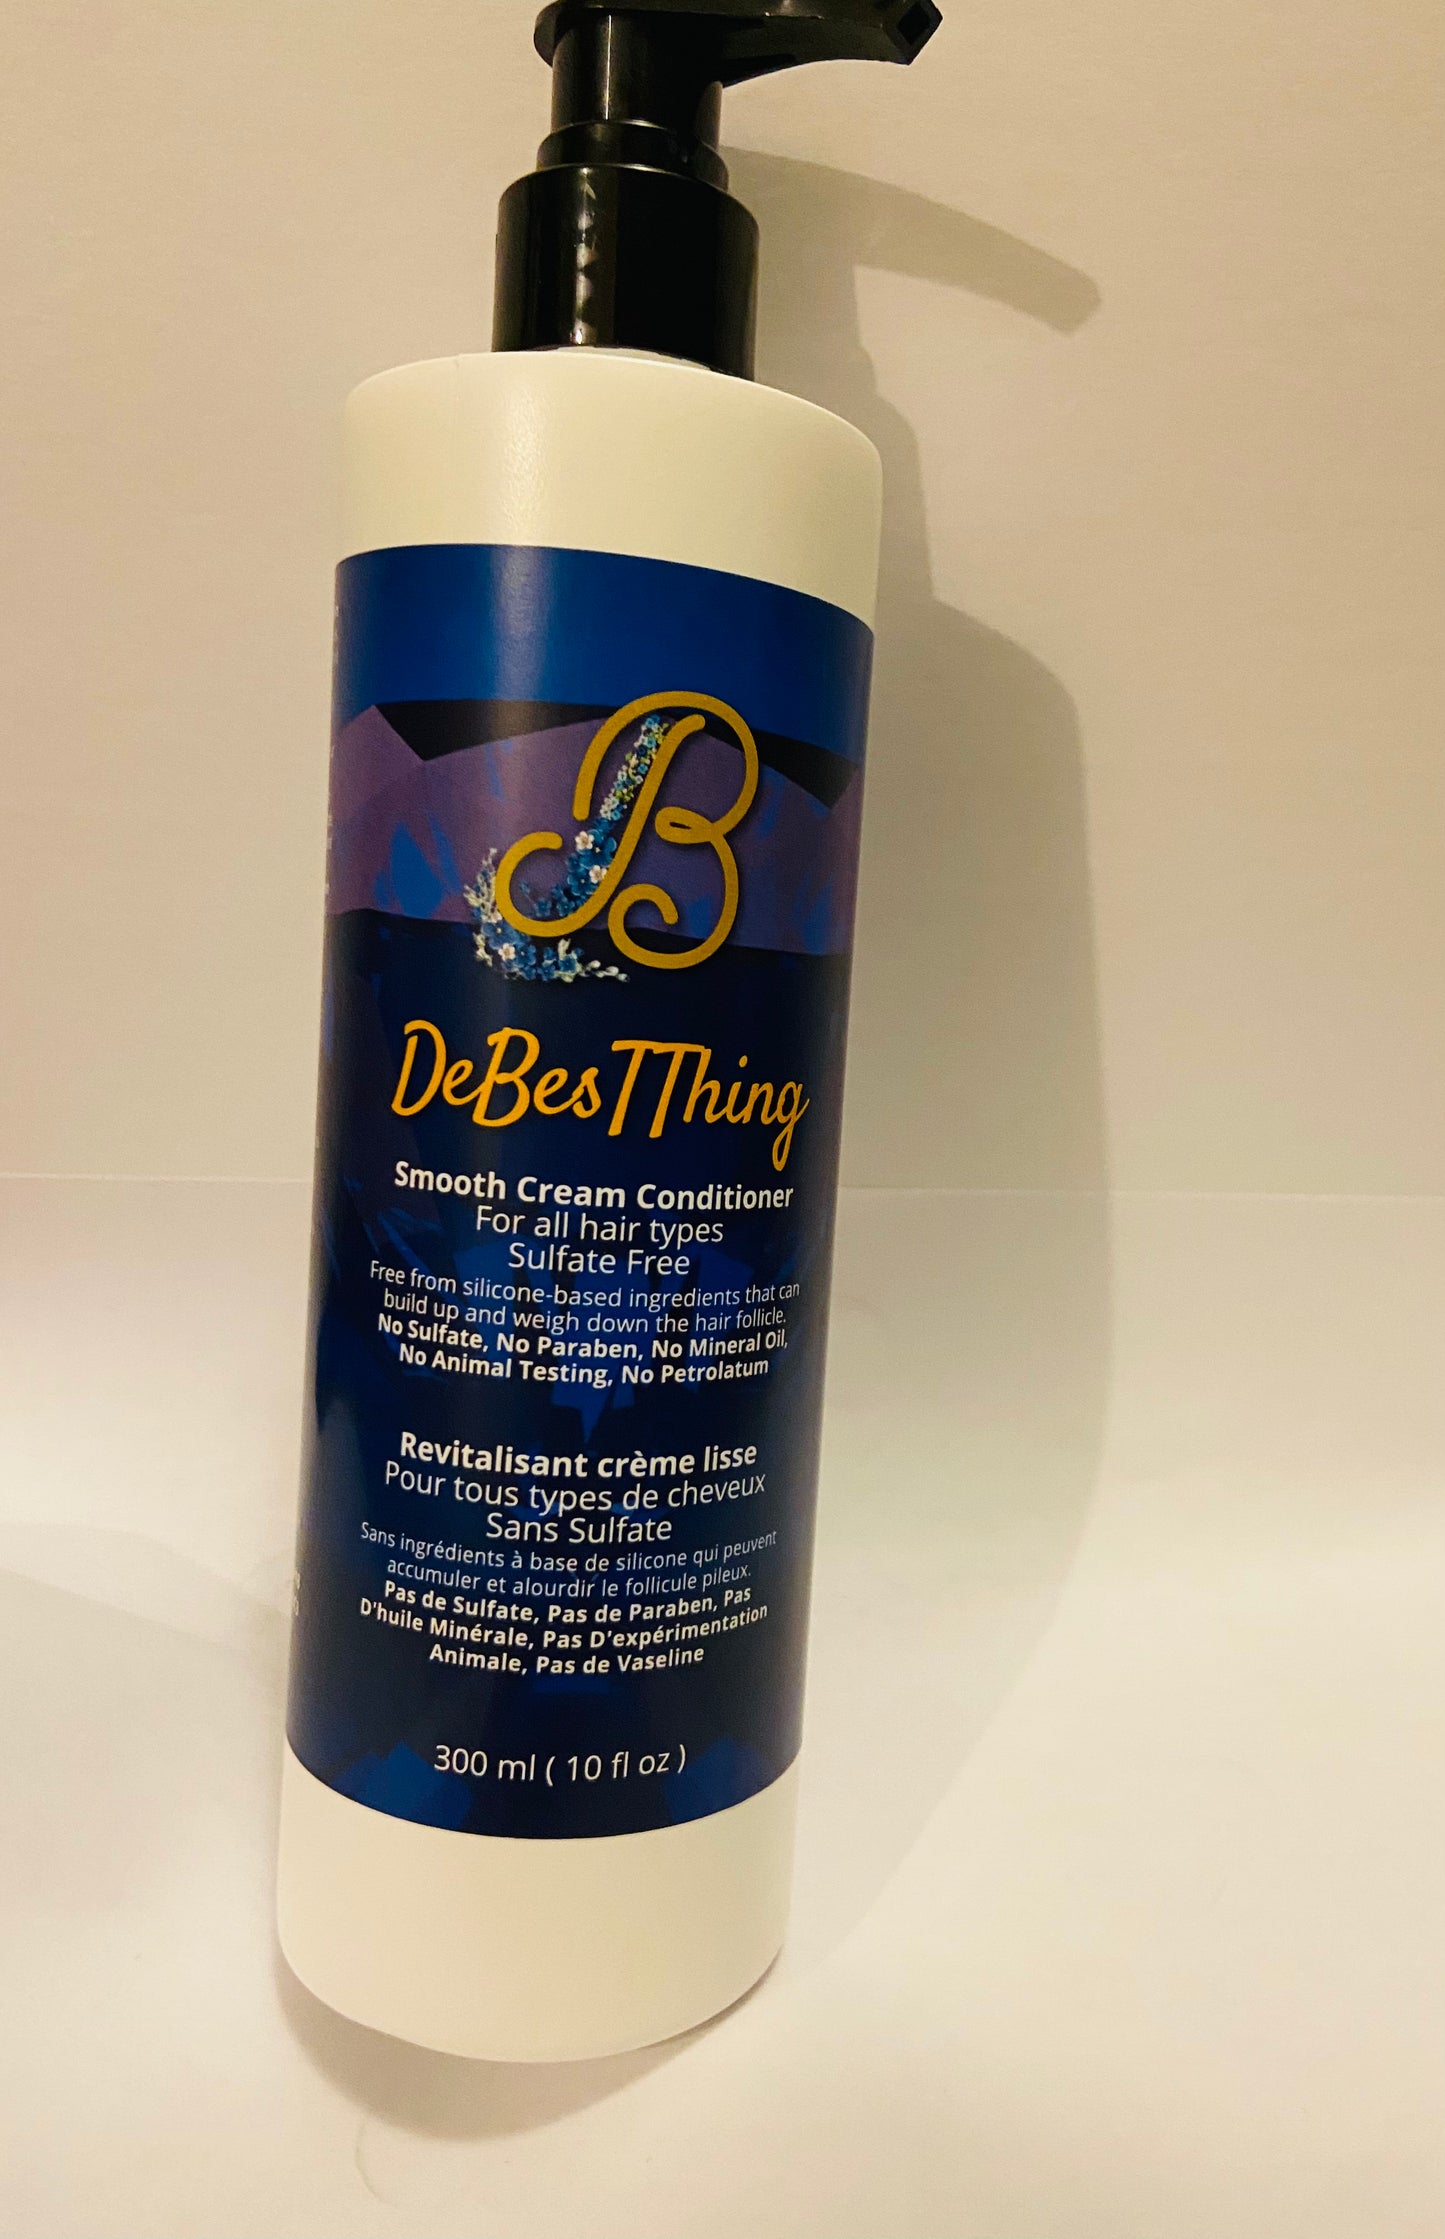 B
DeBesTThing
Smooth Cream Conditioner
For all hair types
Sulfate Free
Free from silicone-based ingredients that can
build up and weigh down the hair follicle.
No Sulfate, No Paraben, No Mineral Oil,
No Animal Testing, No Petrolatum
Revitalisant crème lisse
Pour tous types de cheveux
Sans Sulfate
Sans ingrédients à base de silicone qui peuvent
accumuler et alourdir le follicule pileux.
Pas de Sulfate, Pas de Paraben, Pas
D'huile Minérale, Pas D'expérimentation
Animale, Pas de Vaseline
300 ml ( 10 fl oz )